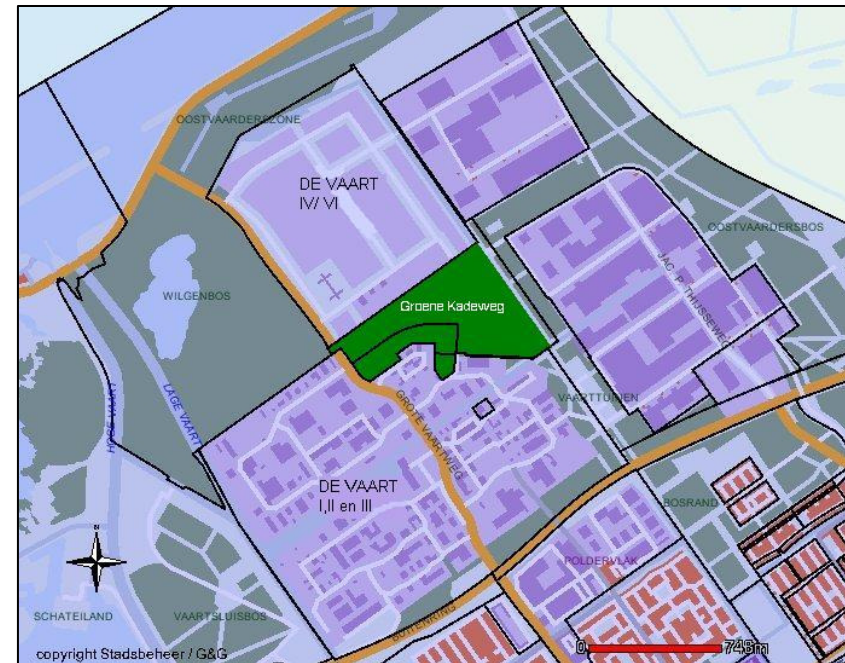 OOSTVAARDERSZONE
DE VAART
IV/ VI
OOSTVAARDERSBOS
JAC. P. THIJSSEWEG
WILGENBOS
Groene Kadeweg
HOGE VAART
LAGE VAART
GROTE VAARTWEG
VAARTTUINEN
DE VAART
I,II en III
BOSRAND
POLDERVLAK
N
SCHATEILAND
VAARTSLUISBOS
BUITENRING
0 748m
copyright Stadsbeheer / G&G